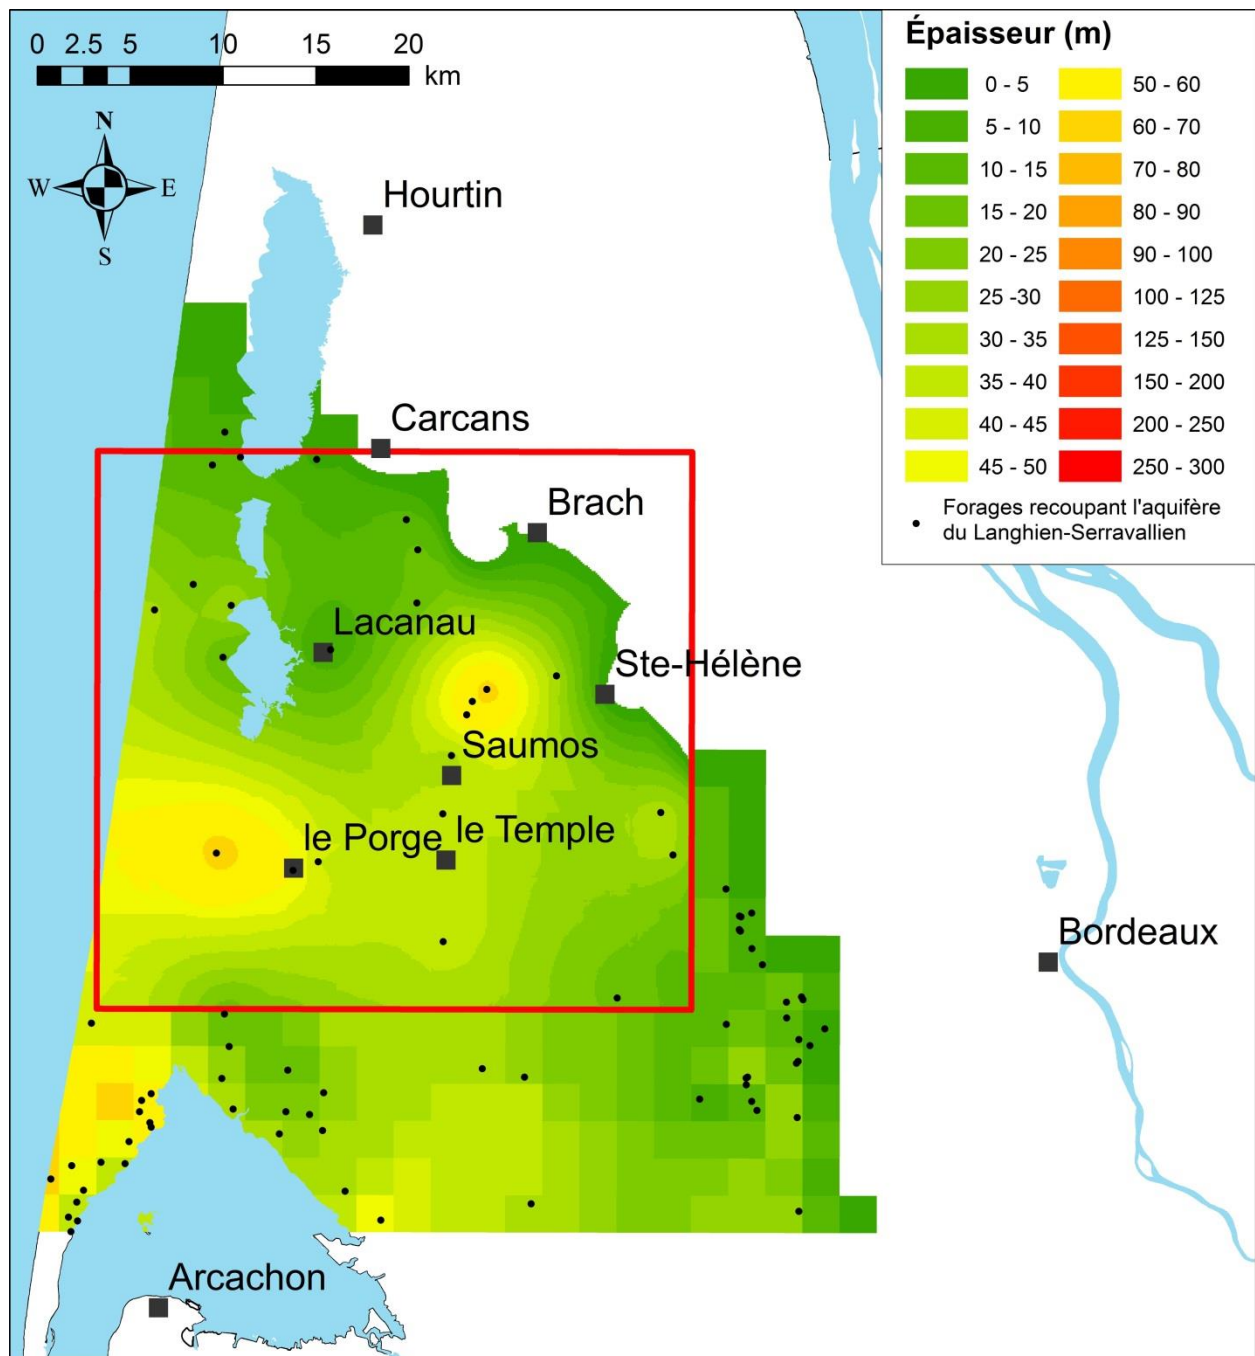 0 2.5 5 10 15 20
km
N
W E
S
Hourtin
Carcans
Brach
Lacanau
Ste-Hélène
Saumos
le Porge
le Temple
Bordeaux
Arcachon
Épaisseur (m)
0 - 5
5 - 10
10 - 15
15 - 20
20 - 25
25 -30
30 - 35
35 - 40
40 - 45
45 - 50
50 - 60
60 - 70
70 - 80
80 - 90
90 - 100
100 - 125
125 - 150
150 - 200
200 - 250
250 - 300
Forages recoupant l'aquifère
du Langhien-Serravallien